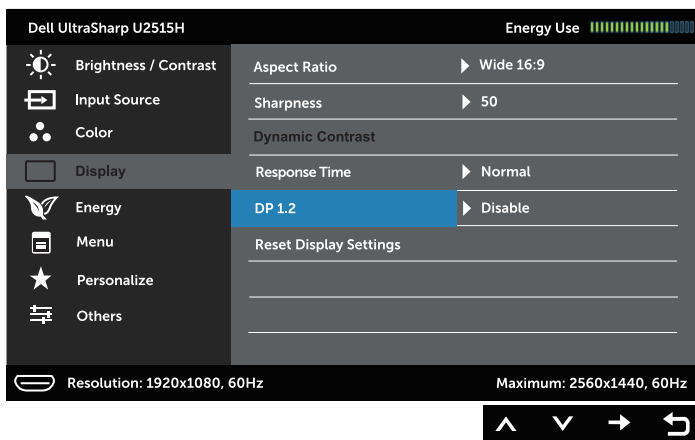 Dell UltraSharp U2515H Energy Use
Brightness / Contrast
Input Source
Color
Display
Energy
Menu
Personalize
Others
Aspect Ratio Wide 16:9
Sharpness 50
Dynamic Contrast
Response Time Normal
DP 1.2 Disable
Reset Display Settings
Resolution: 1920x1080, 60Hz Maximum: 2560x1440, 60Hz